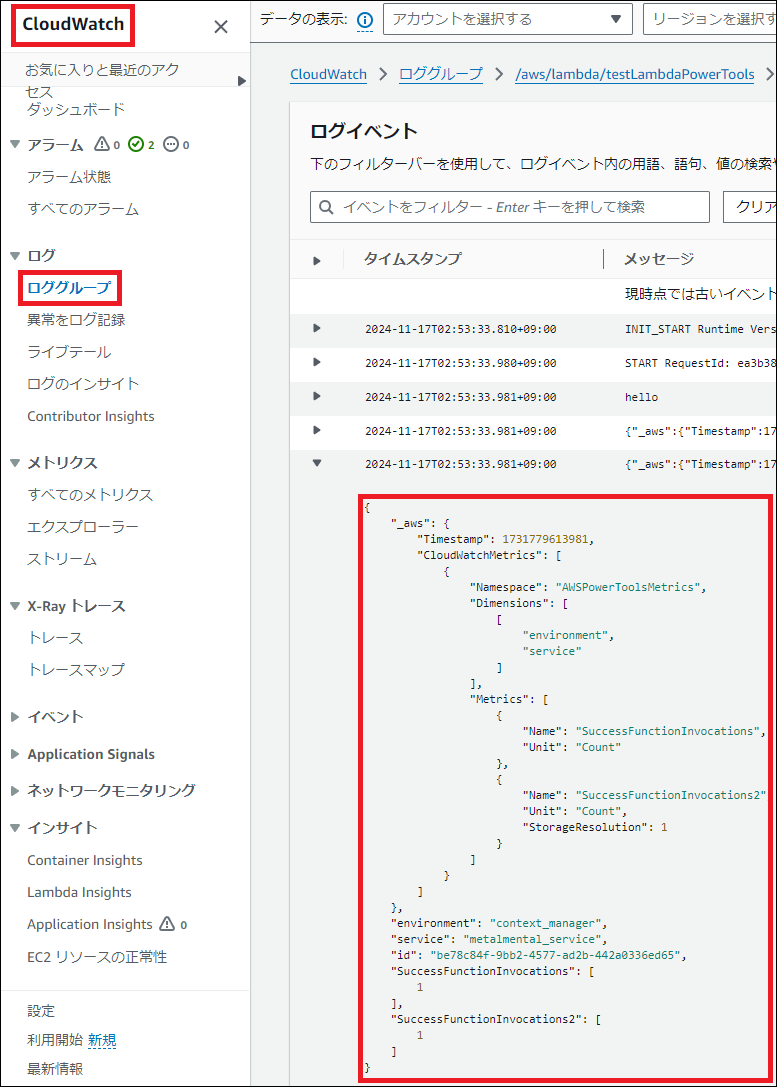 CloudWatch
お気に入りと最近のアク
セス
ダッシュボード
アラーム 0 2 0
アラーム状態
すべてのアラーム
ログ
ロググループ
異常をログ記録
ライブテール
ログのインサイト
Contributor Insights
メトリクス
すべてのメトリクス
エクスプローラー
ストリーム
X-Ray トレース
トレース
トレースマップ
イベント
Application Signals
ネットワークモニタリング
インサイト
Container Insights
Lambda Insights
Application Insights 0
EC2 リソースの正常性
設定
利用開始 新規
最新情報
データの表示: アカウントを選択する リージョンを選択す
CloudWatch ロググループ /aws/lambda/testLambdaPowerTools
ログイベント
下のフィルターバーを使用して、ログイベント内の用語、語句、値の検索や
イベントをフィルター - Enter キーを押して検索 クリア
タイムスタンプ メッセージ
現時点では古いイベント
2024-11-17T02:53:33.810+09:00 INIT_START Runtime Vers
2024-11-17T02:53:33.980+09:00 START RequestId: ea3b38
2024-11-17T02:53:33.981+09:00 hello
2024-11-17T02:53:33.981+09:00 {"_aws":{"Timestamp":17
2024-11-17T02:53:33.981+09:00 {"_aws":{"Timestamp":17
{
"_aws": {
"Timestamp": 1731779613981,
"CloudWatchMetrics": [
{
"Namespace": "AWSPowerToolsMetrics",
"Dimensions": [
[
"environment",
"service"
]
],
"Metrics": [
{
"Name": "SuccessFunctionInvocations",
"Unit": "Count"
},
{
"Name": "SuccessFunctionInvocations2"
"Unit": "Count",
"StorageResolution": 1
}
]
}
]
},
"environment": "context_manager",
"service": "metalmental_service",
"id": "be78c84f-9bb2-4577-ad2b-442a0336ed65",
"SuccessFunctionInvocations": [
1
],
"SuccessFunctionInvocations2": [
1
]
}